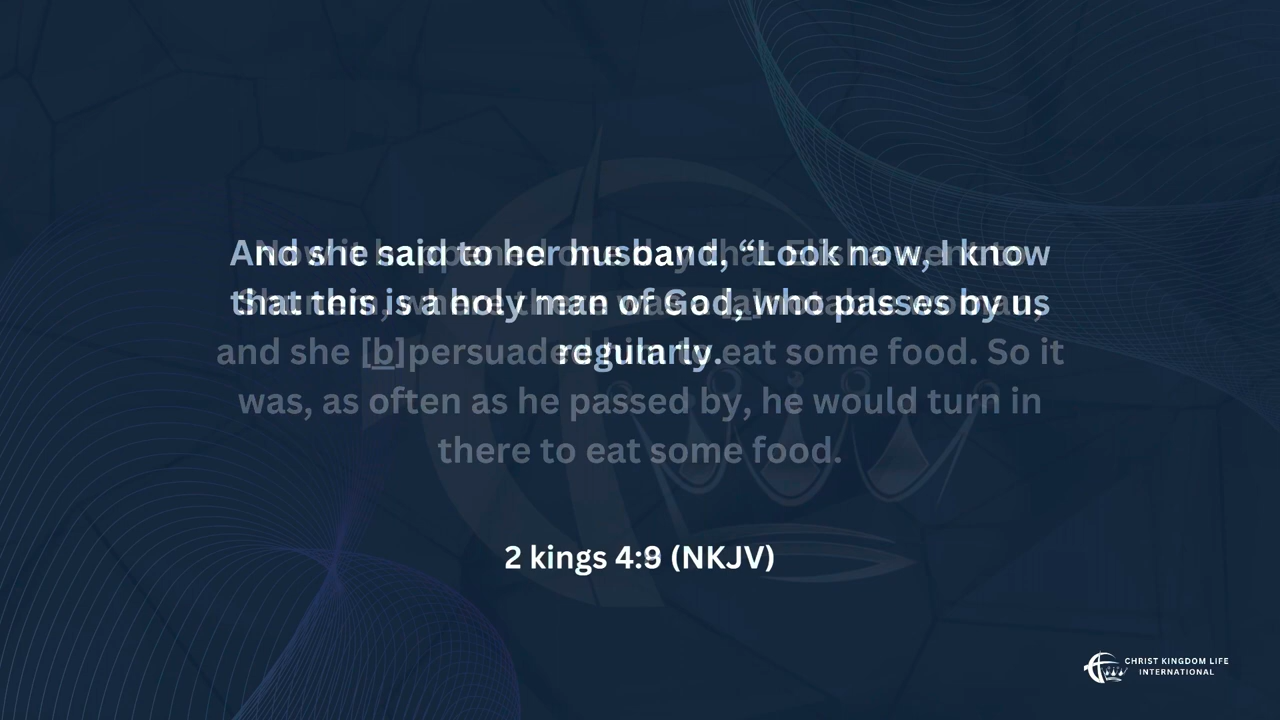 And she said to her husband, “Look now, I know
that this is a holy man of God, who passes by us
regularly.
and she [b]persuaded eat some food. So it
was, as often as he passed by, he would turn in
there to eat some food.
2 kings 4:9 (NKJV)
CHRIST KINGDOM LIFE
INTERNATIONAL